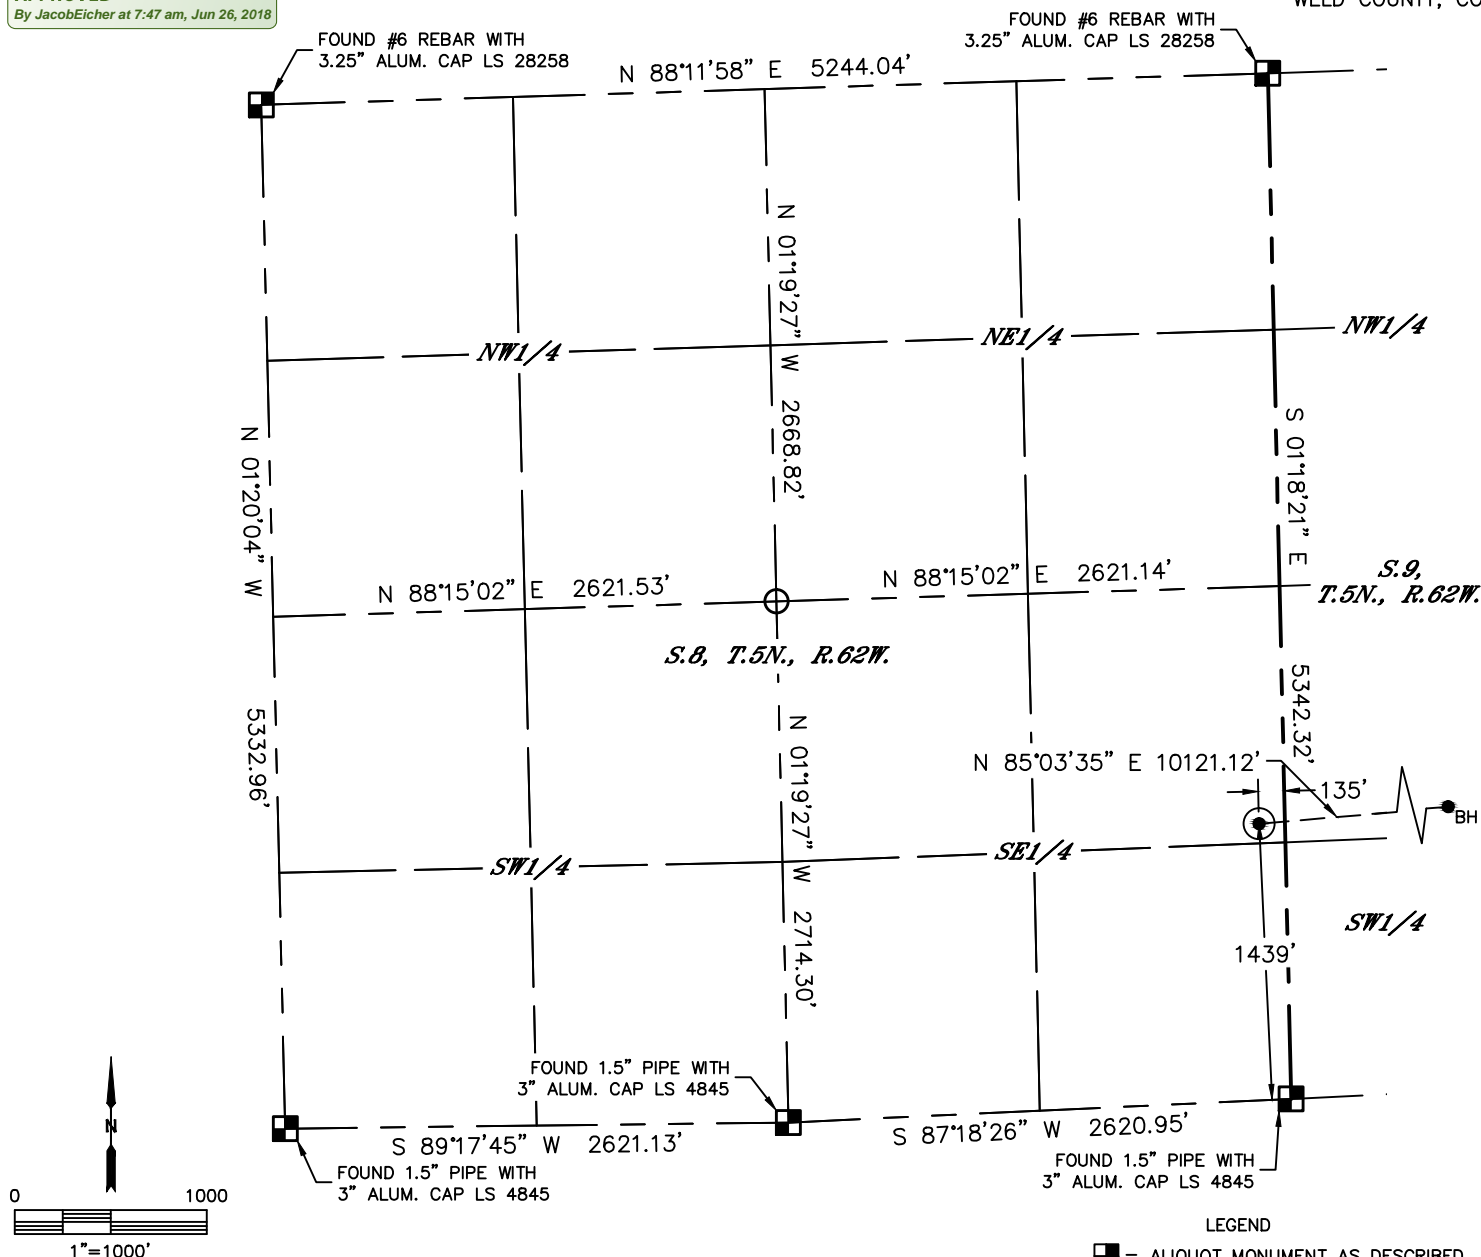 By JacobEicher at 7:47 am, Jun 26, 2018
FOUND #6 REBAR WITH
3.25" ALUM. CAP LS 28258
N 88°11'58" E 5244.04'
FOUND #6 REBAR WITH
3.25" ALUM. CAP LS 28258
N 01°19'27" W 2668.82'
NW1/4
NE1/4
NW1/4
N 01°20'04" W 5332.96'
S 01°18'21" E 5342.32'
N 88°15'02" E 2621.53'
N 88°15'02" E 2621.14'
S.9,
T.5N., R.62W.
S.8, T.5N., R.62W.
N 01°19'27" W 2714.30'
N 85°03'35" E 10121.12'
135'
BH
SW1/4
SE1/4
SW1/4
1439'
FOUND 1.5" PIPE WITH
3" ALUM. CAP LS 4845
N
S 89°17'45" W 2621.13'
S 87°18'26" W 2620.95'
FOUND 1.5" PIPE WITH
3" ALUM. CAP LS 4845
FOUND 1.5" PIPE WITH
3" ALUM. CAP LS 4845
0 1000
1"=1000'
LEGEND
= ALIQUOT MONUMENT AS DESCRIBED